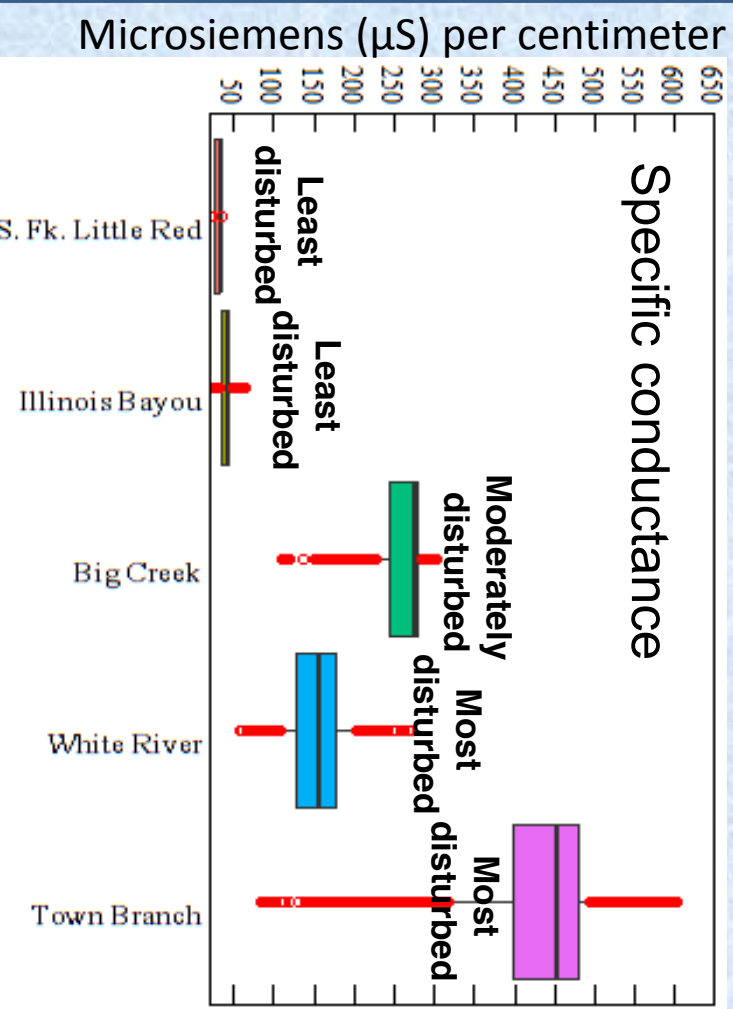 Microsiemens (µS) per centimeter
50
100
150
200
250
300
350
400
450
500
550
600
650
Specific conductance
S. Fk. Little Red
Least
disturbed
Illinois Bayou
Least
disturbed
Big Creek
Moderately
disturbed
White River
Most
disturbed
Town Branch
Most
disturbed